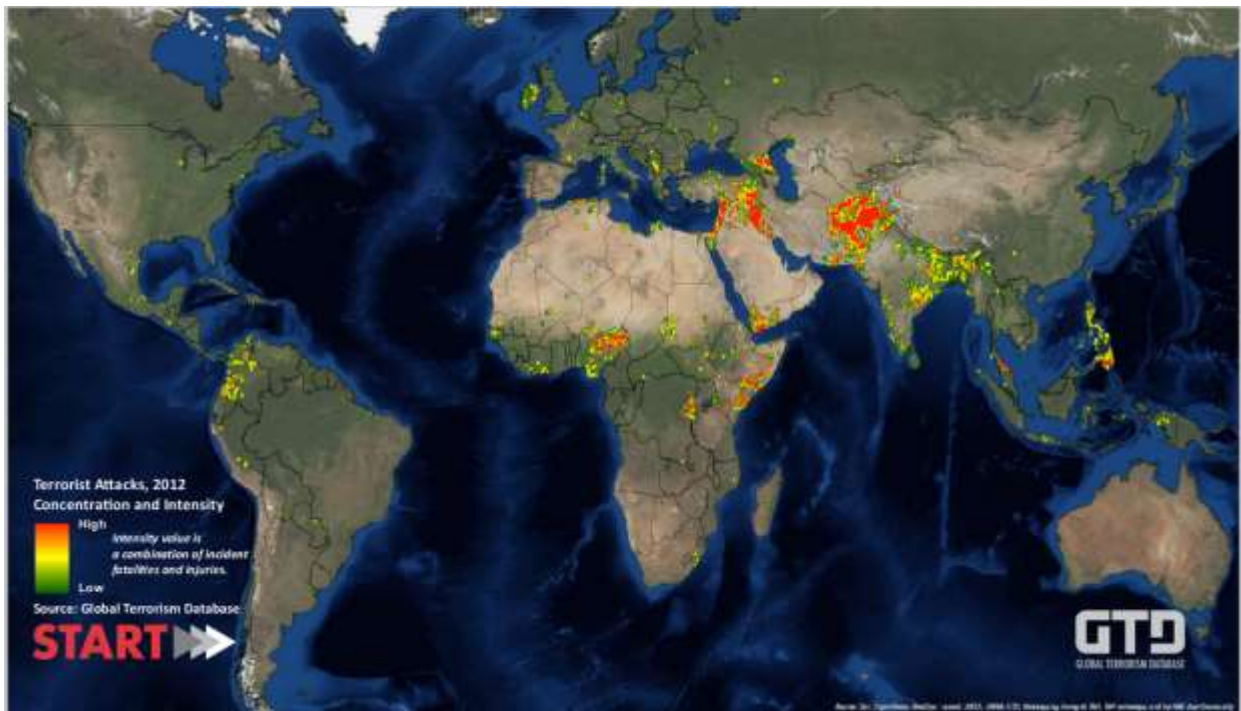 Terrorist Attacks, 2012
Concentration and Intensity
High
Intensity value is
a combination of incident
fatalities and injuries.
Low
Source: Global Terrorism Database
START
GTD
GLOBAL TERRORISM DATABASE